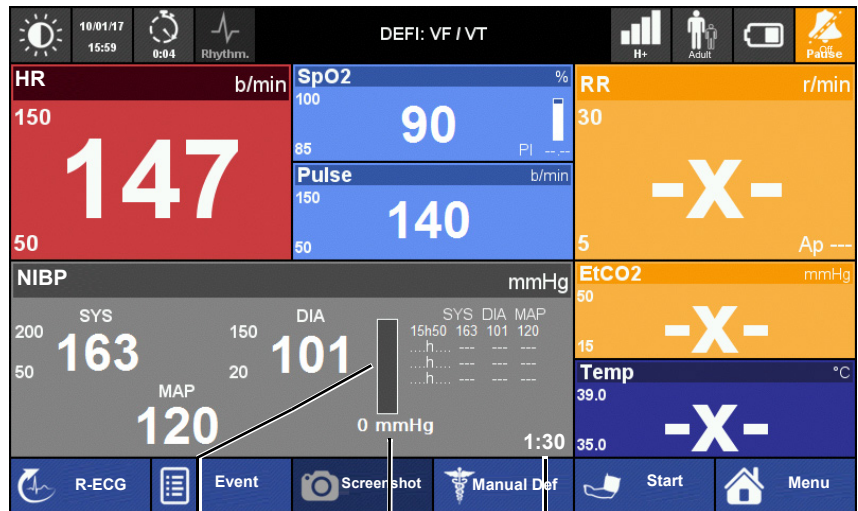 10/01/17
15:59
0:04
Rhythm.
DEFI: VF / VT
H+
Adult
Off
Pause
HR b/min
150
147
50
SpO2 %
100
90
85
PI --.--
Pulse b/min
150
140
50
RR r/min
30
-X-
5
Ap ---
NIBP mmHg
SYS
200
163
50
DIA
150
101
20
MAP
120
0 mmHg
SYS DIA MAP
15h50 163 101 120
....h.... --- --- ---
....h.... --- --- ---
....h.... --- --- ---
1:30
EtCO2 mmHg
50
-X-
15
Temp °C
39.0
-X-
35.0
R-ECG
Event
Screenshot
Manual Def
Start
Menu